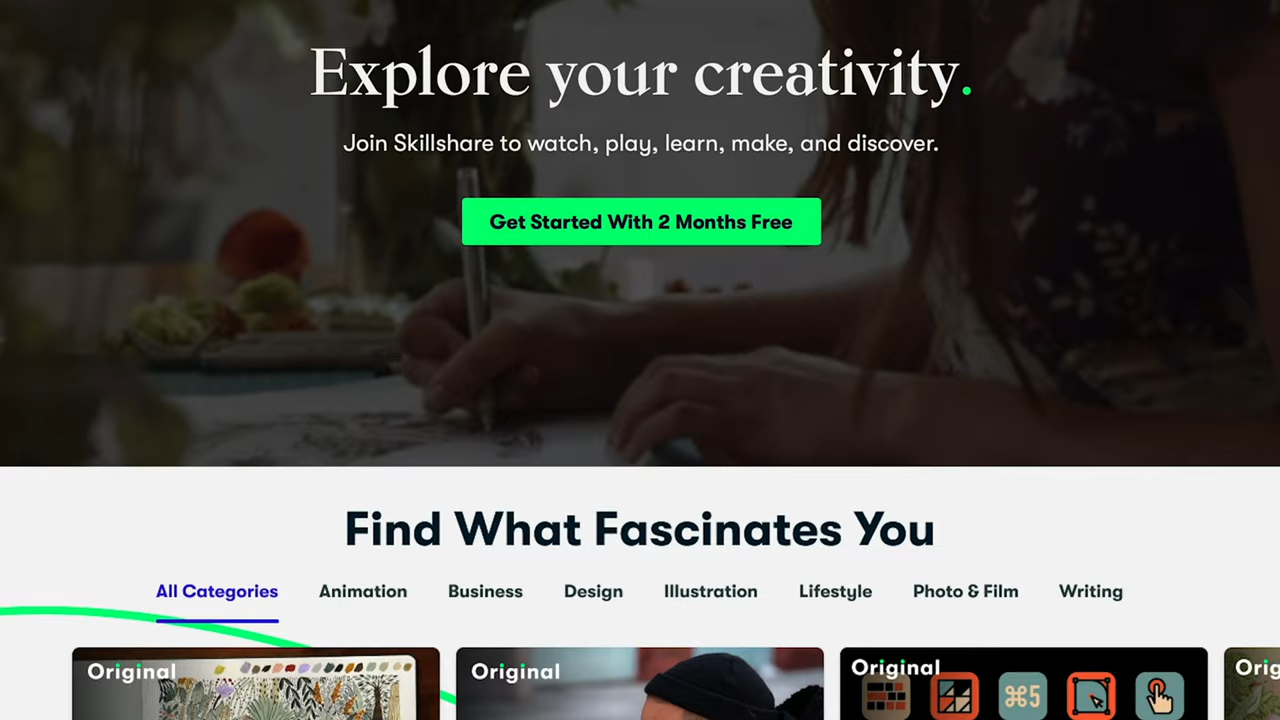 Explore your creativity.
Join Skillshare to watch, play, learn, make, and discover.
Get Started With 2 Months Free
Find What Fascinates You
All Categories Animation Business Design Illustration Lifestyle Photo & Film Writing
Original Original Original
⌘5